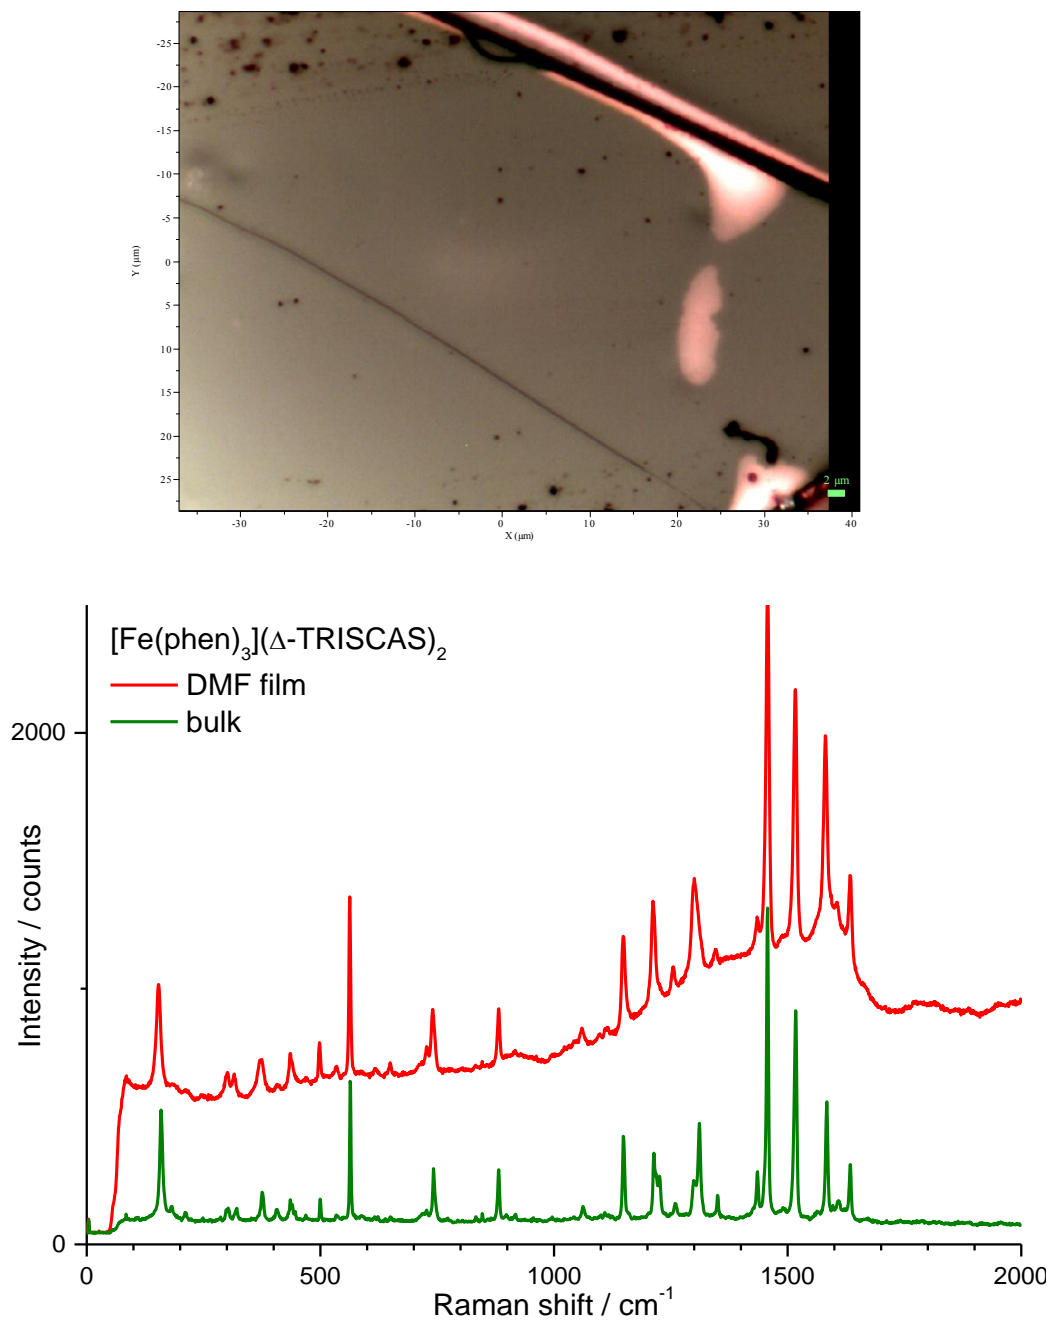 -25
-20
-15
-10
-5
0
5
10
15
20
25
Y (µm)
2 µm
-30 -20 -10 0 10 20 30 40
X (µm)
[Fe(phen)3](Δ-TRISCAS)2
DMF film
bulk
2000
0
Intensity / counts
0 500 1000 1500 2000
Raman shift / cm-1